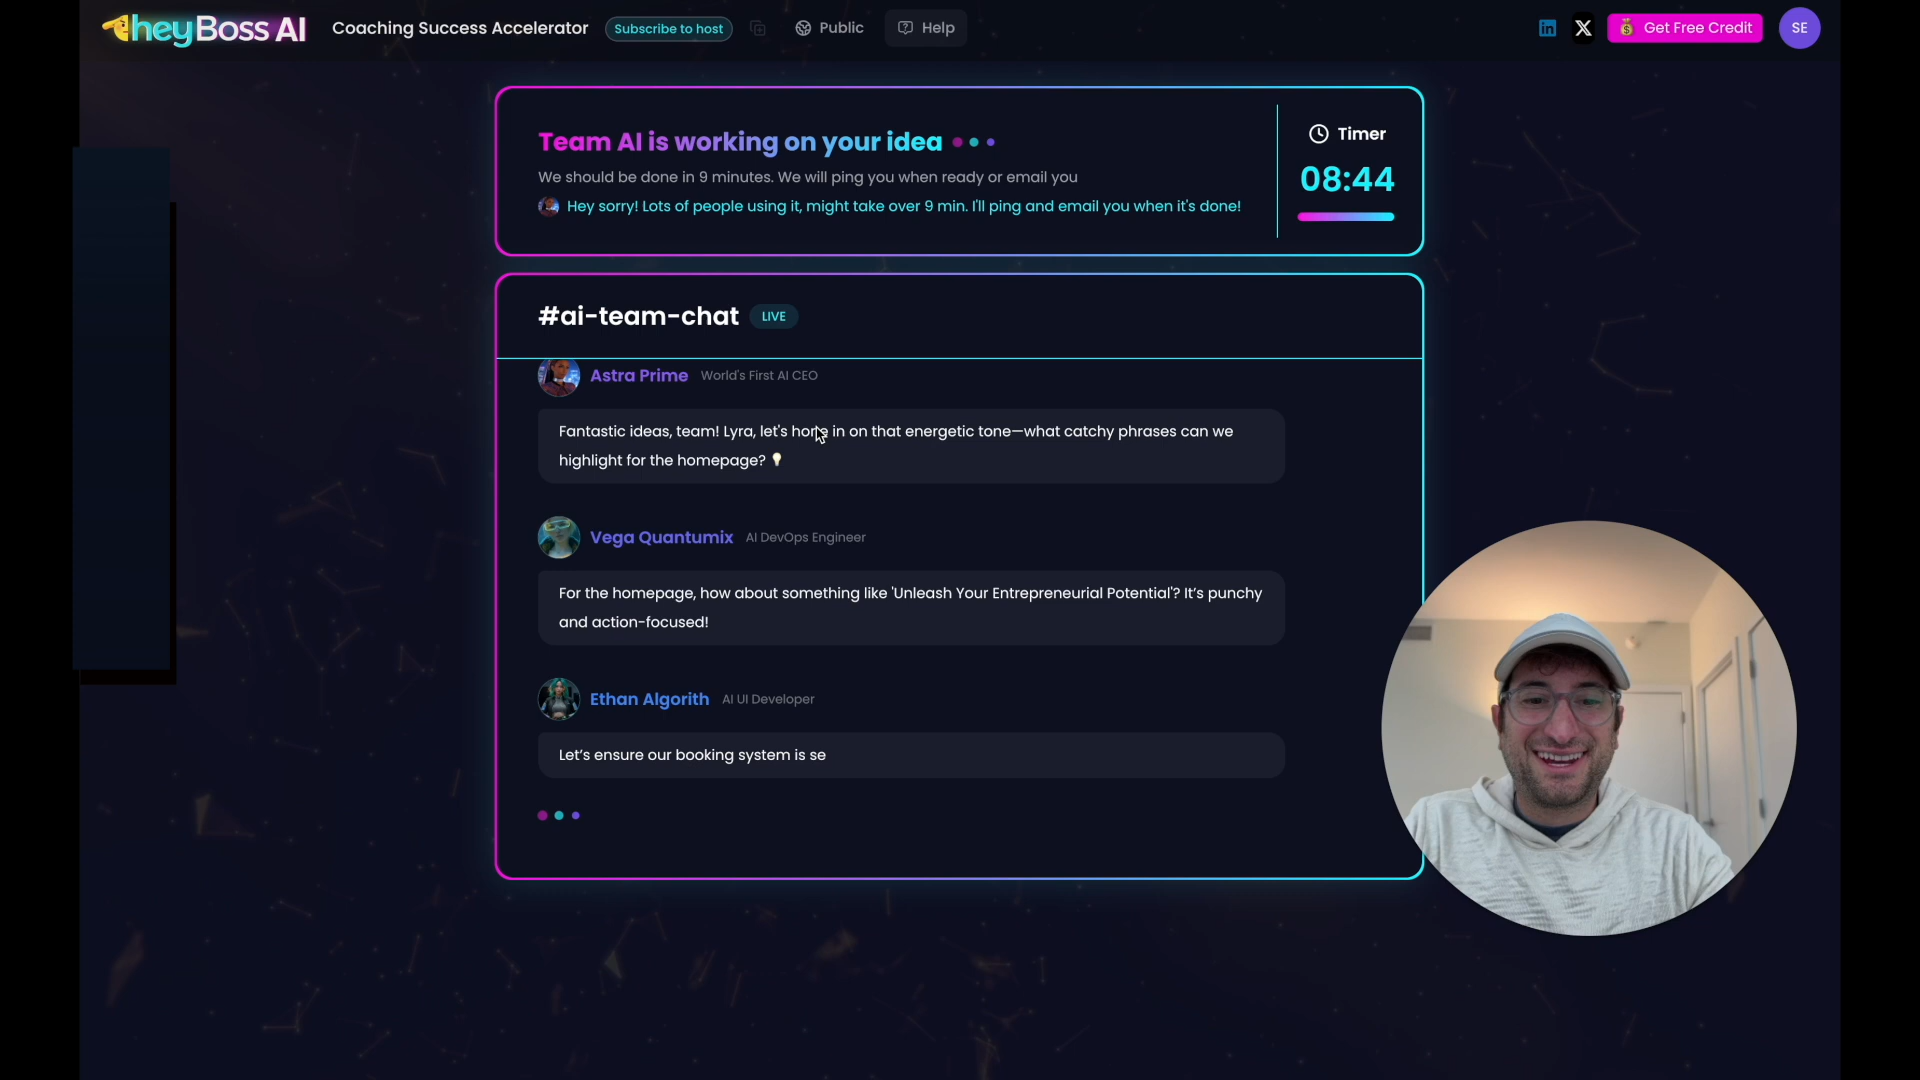 heyBoss AI
Coaching Success Accelerator
Subscribe to host
Public
Help
X
Get Free Credit
SE
Team AI is working on your idea
We should be done in 9 minutes. We will ping you when ready or email you
Hey sorry! Lots of people using it, might take over 9 min. I'll ping and email you when it's done!
Timer
08:44
#ai-team-chat
LIVE
Astra Prime World's First AI CEO
Fantastic ideas, team! Lyra, let's hone in on that energetic tone—what catchy phrases can we
highlight for the homepage?
Vega Quantumix AI DevOps Engineer
For the homepage, how about something like 'Unleash Your Entrepreneurial Potential'? It's punchy
and action-focused!
Ethan Algorith AI UI Developer
Let's ensure our booking system is se